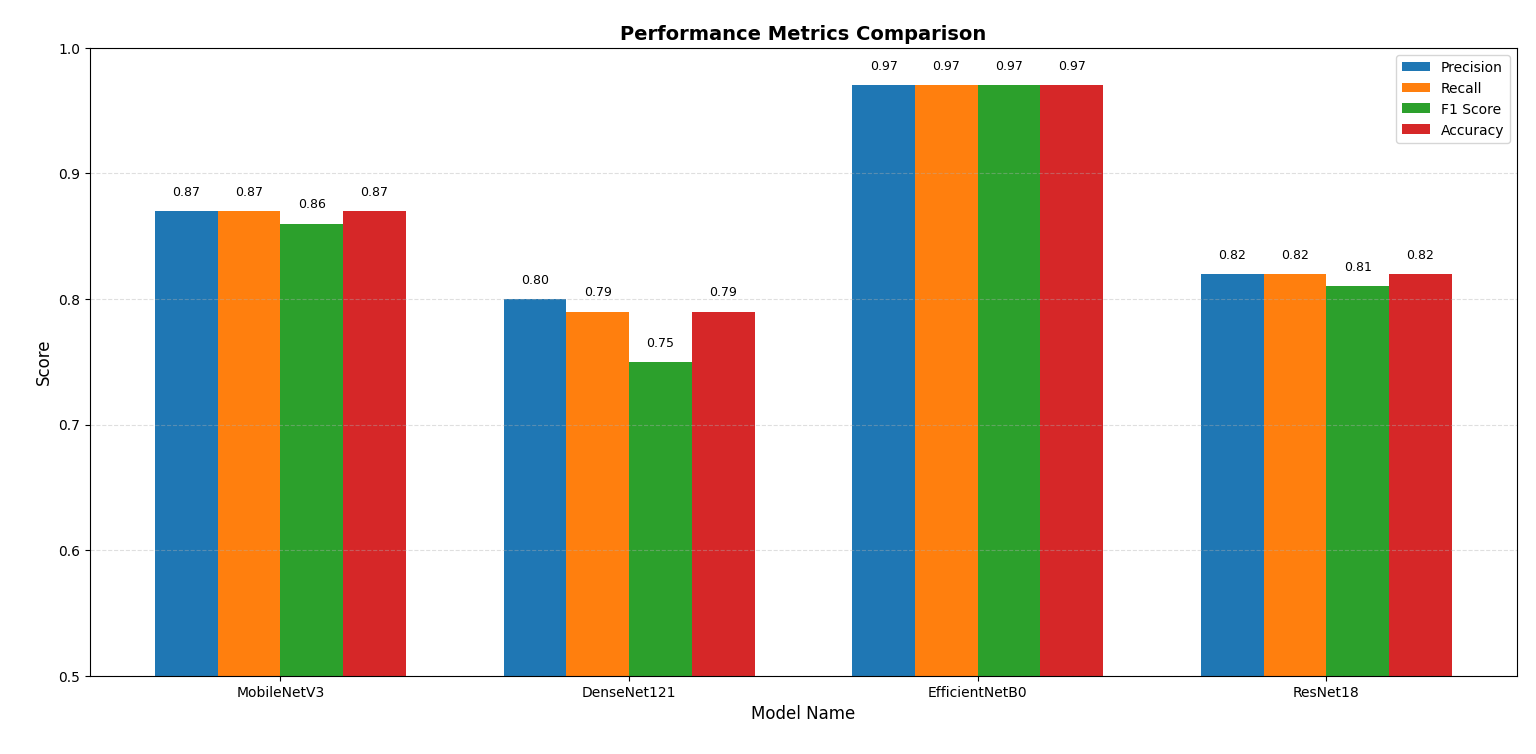 Performance Metrics Comparison
1.0
0.9
0.8
0.7
0.6
0.5
Score
0.87 0.87 0.86 0.87
0.80 0.79 0.75 0.79
0.97 0.97 0.97 0.97
0.82 0.82 0.81 0.82
Precision
Recall
F1 Score
Accuracy
MobileNetV3 DenseNet121 EfficientNetB0 ResNet18
Model Name